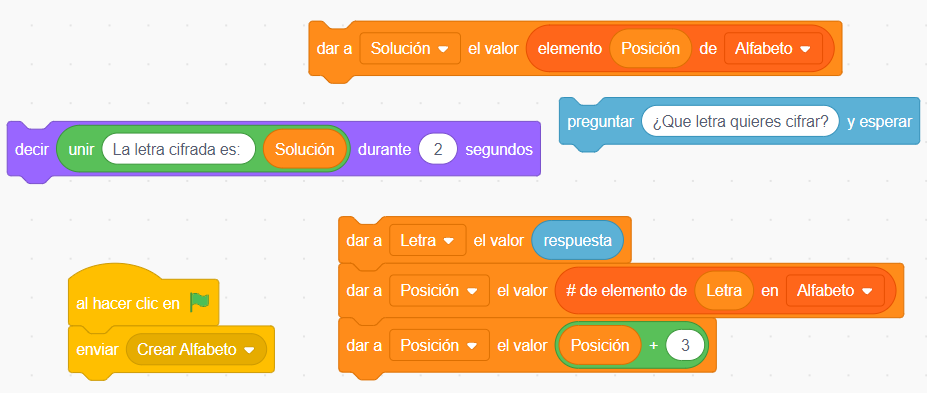 dar a Solución el valor elemento Posición de Alfabeto
preguntar ¿Que letra quieres cifrar? y esperar
decir unir La letra cifrada es: Solución durante 2 segundos
dar a Letra el valor respuesta
dar a Posición el valor # de elemento de Letra en Alfabeto
dar a Posición el valor Posición + 3
al hacer clic en
enviar Crear Alfabeto